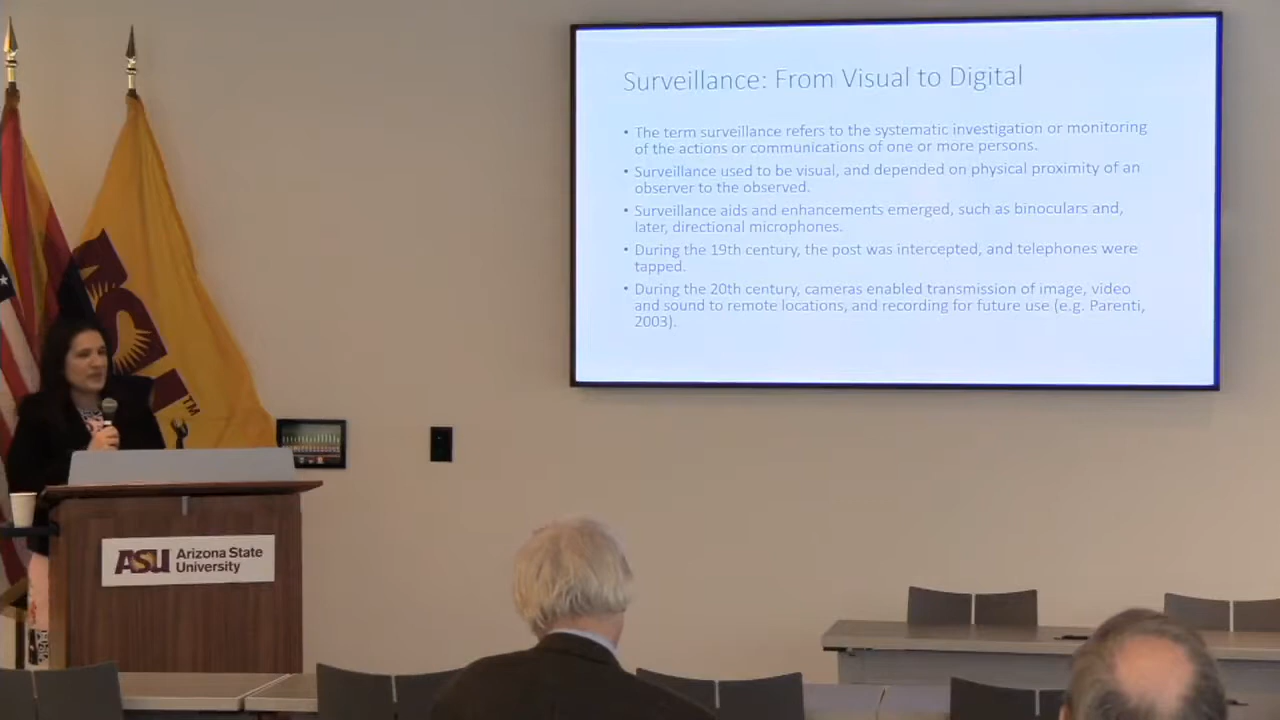 Surveillance: From Visual to Digital
• The term surveillance refers to the systematic investigation or monitoring
of the actions or communications of one or more persons.
• Surveillance used to be visual, and depended on physical proximity of an
observer to the observed.
• Surveillance aids and enhancements emerged, such as binoculars and,
later, directional microphones.
• During the 19th century, the post was intercepted, and telephones were
tapped.
• During the 20th century, cameras enabled transmission of image, video
and sound to remote locations, and recording for future use (e.g. Parenti,
2003).
ASU
TM
ASU Arizona State
University